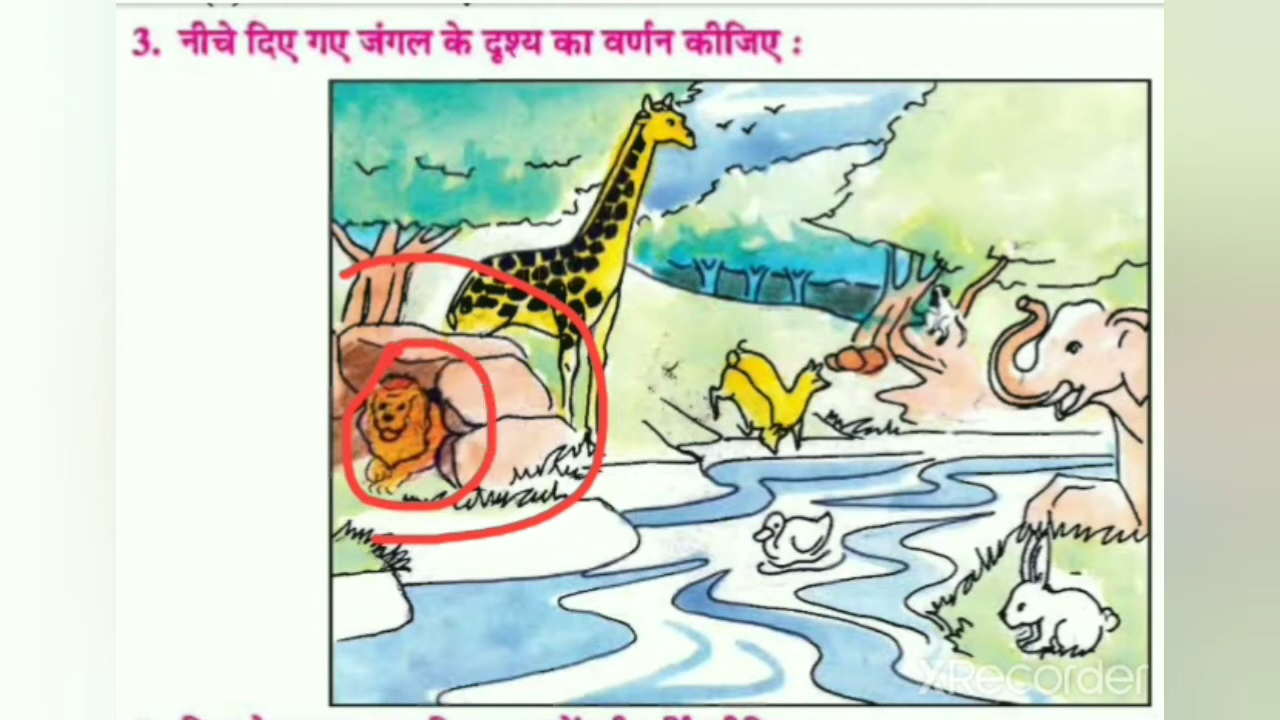 3. नीचे दिए गए जंगल के दृश्य का वर्णन कीजिए :
XRecorder